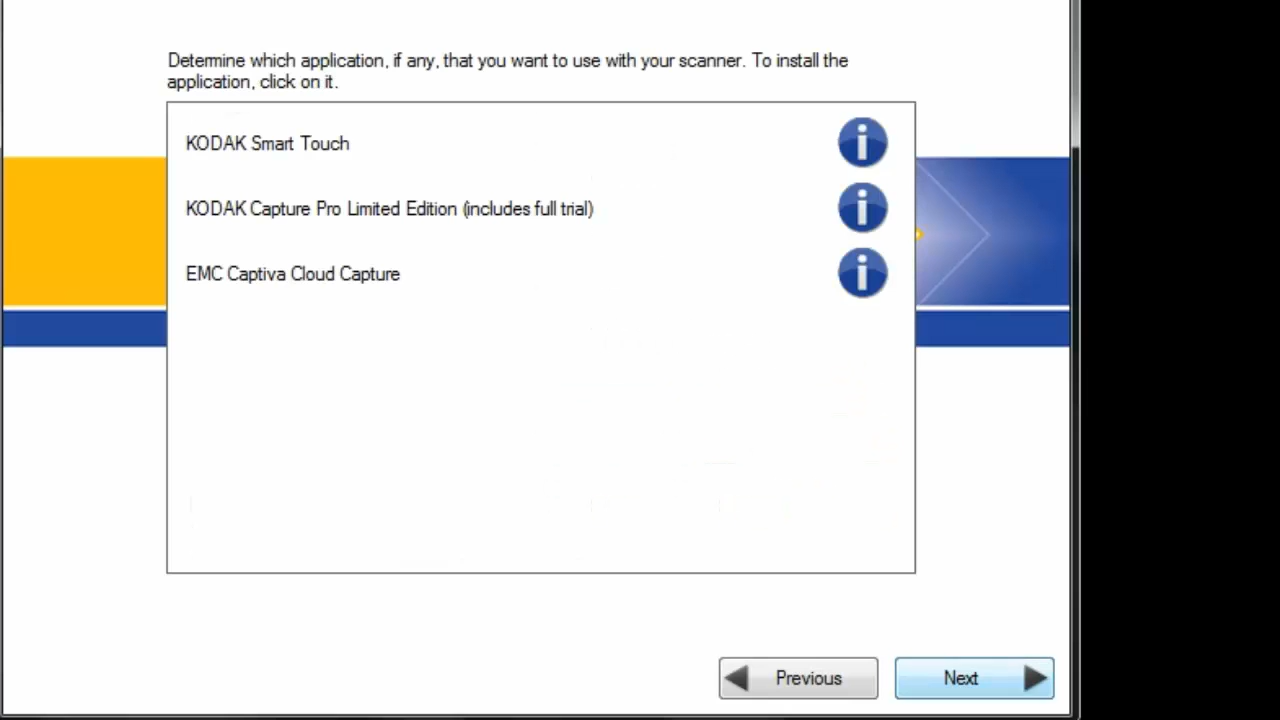 Determine which application, if any, that you want to use with your scanner. To install the
application, click on it.
KODAK Smart Touch
KODAK Capture Pro Limited Edition (includes full trial)
EMC Captiva Cloud Capture
Previous
Next